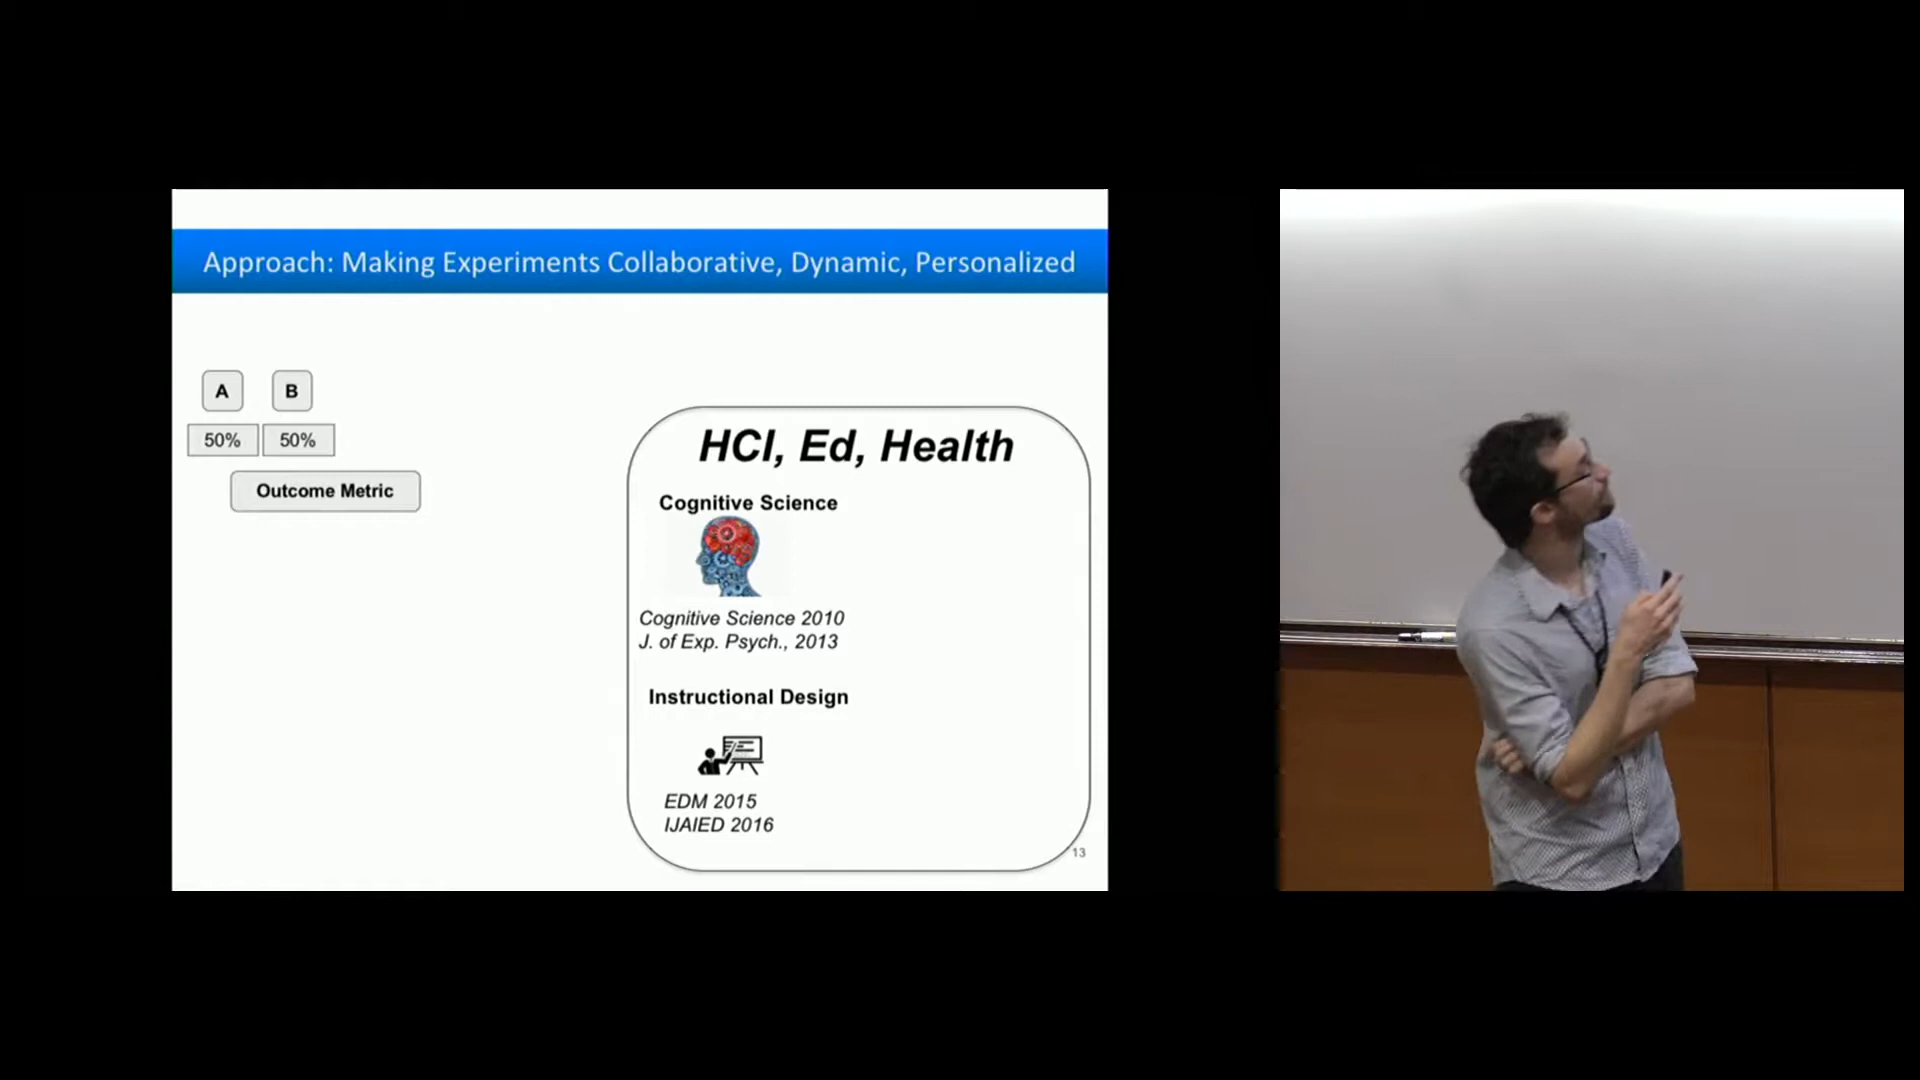 Approach: Making Experiments Collaborative, Dynamic, Personalized
A B
50% 50%
Outcome Metric
HCI, Ed, Health
Cognitive Science
Cognitive Science 2010
J. of Exp. Psych., 2013
Instructional Design
EDM 2015
IJAIED 2016
13